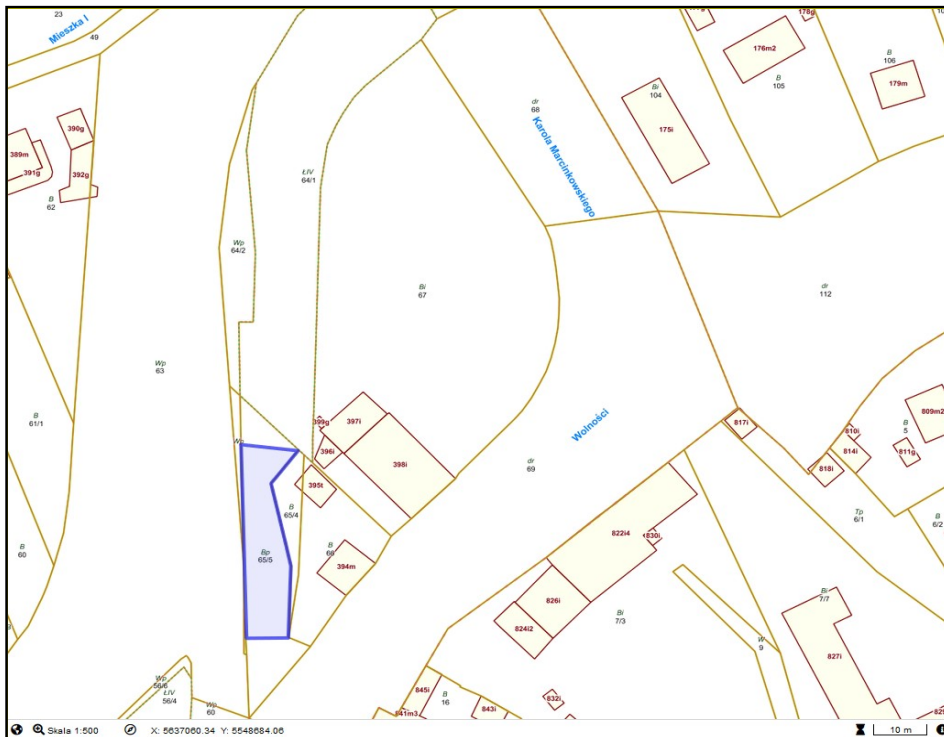 23
Mieszka I
49
178g
176m2
B
105
B
106
179m
dr
68
Bi
104
175i
Karola Marcinkowskiego
390g
389m
391g
392g
B
62
ŁIV
64/1
Wp
64/2
Bi
67
dr
112
Wp
63
B
61/1
399g
397i
396i
398i
395t
Wolności
dr
69
817i
810i
814i
818i
809m2
B
5
811g
Tp
6/1
B
6/2
B
60
Bp
65/5
B
65/4
B
66
394m
822i4
830i
826i
824i2
Bi
7/3
Bi
7/7
827i
W
9
Wp
56/6
ŁIV
56/4
Wp
60
845i
841m3
B
16
843i
832i
Skala 1:500 X: 5637060.34 Y: 5548684.06 10 m